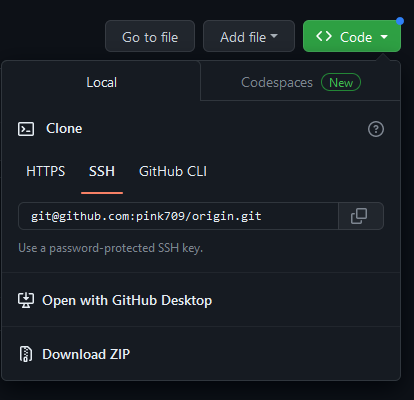 Go to file
Add file
Code
Local
Codespaces New
Clone
HTTPS SSH GitHub CLI
git@github.com:pink709/origin.git
Use a password-protected SSH key.
Open with GitHub Desktop
Download ZIP